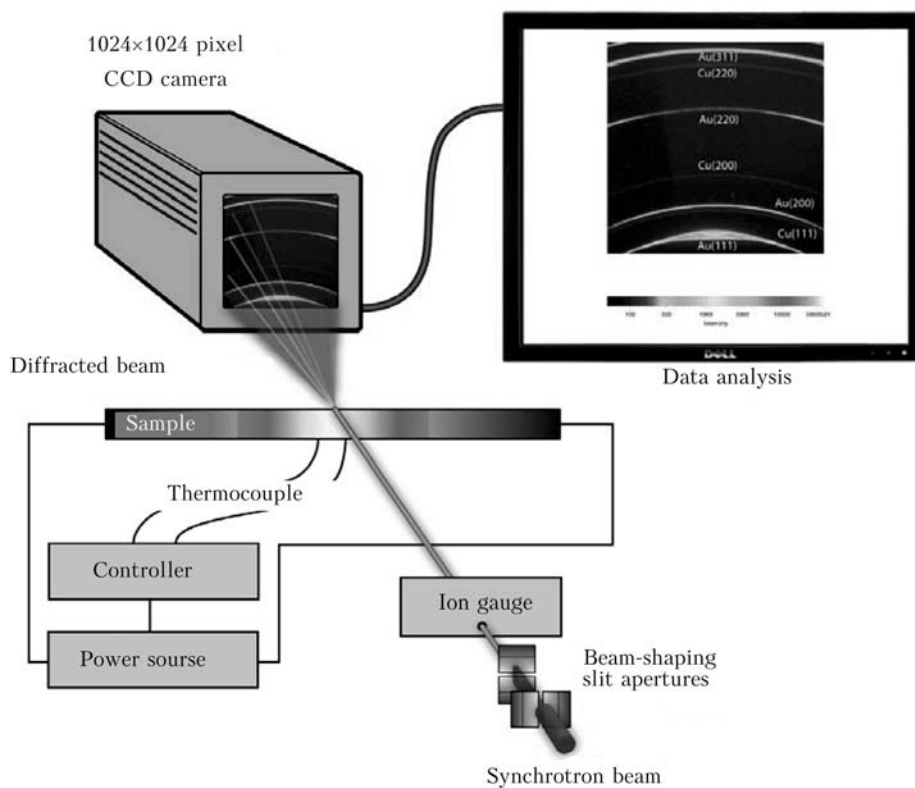 1024×1024 pixel
CCD camera
Au(311)
Cu(220)
Au(220)
Cu(200)
Au(200)
Cu(111)
Au(111)
Intensity
DELL
Diffracted beam
Data analysis
Sample
Thermocouple
Controller
Ion gauge
Power sourse
Beam-shaping
slit apertures
Synchrotron beam